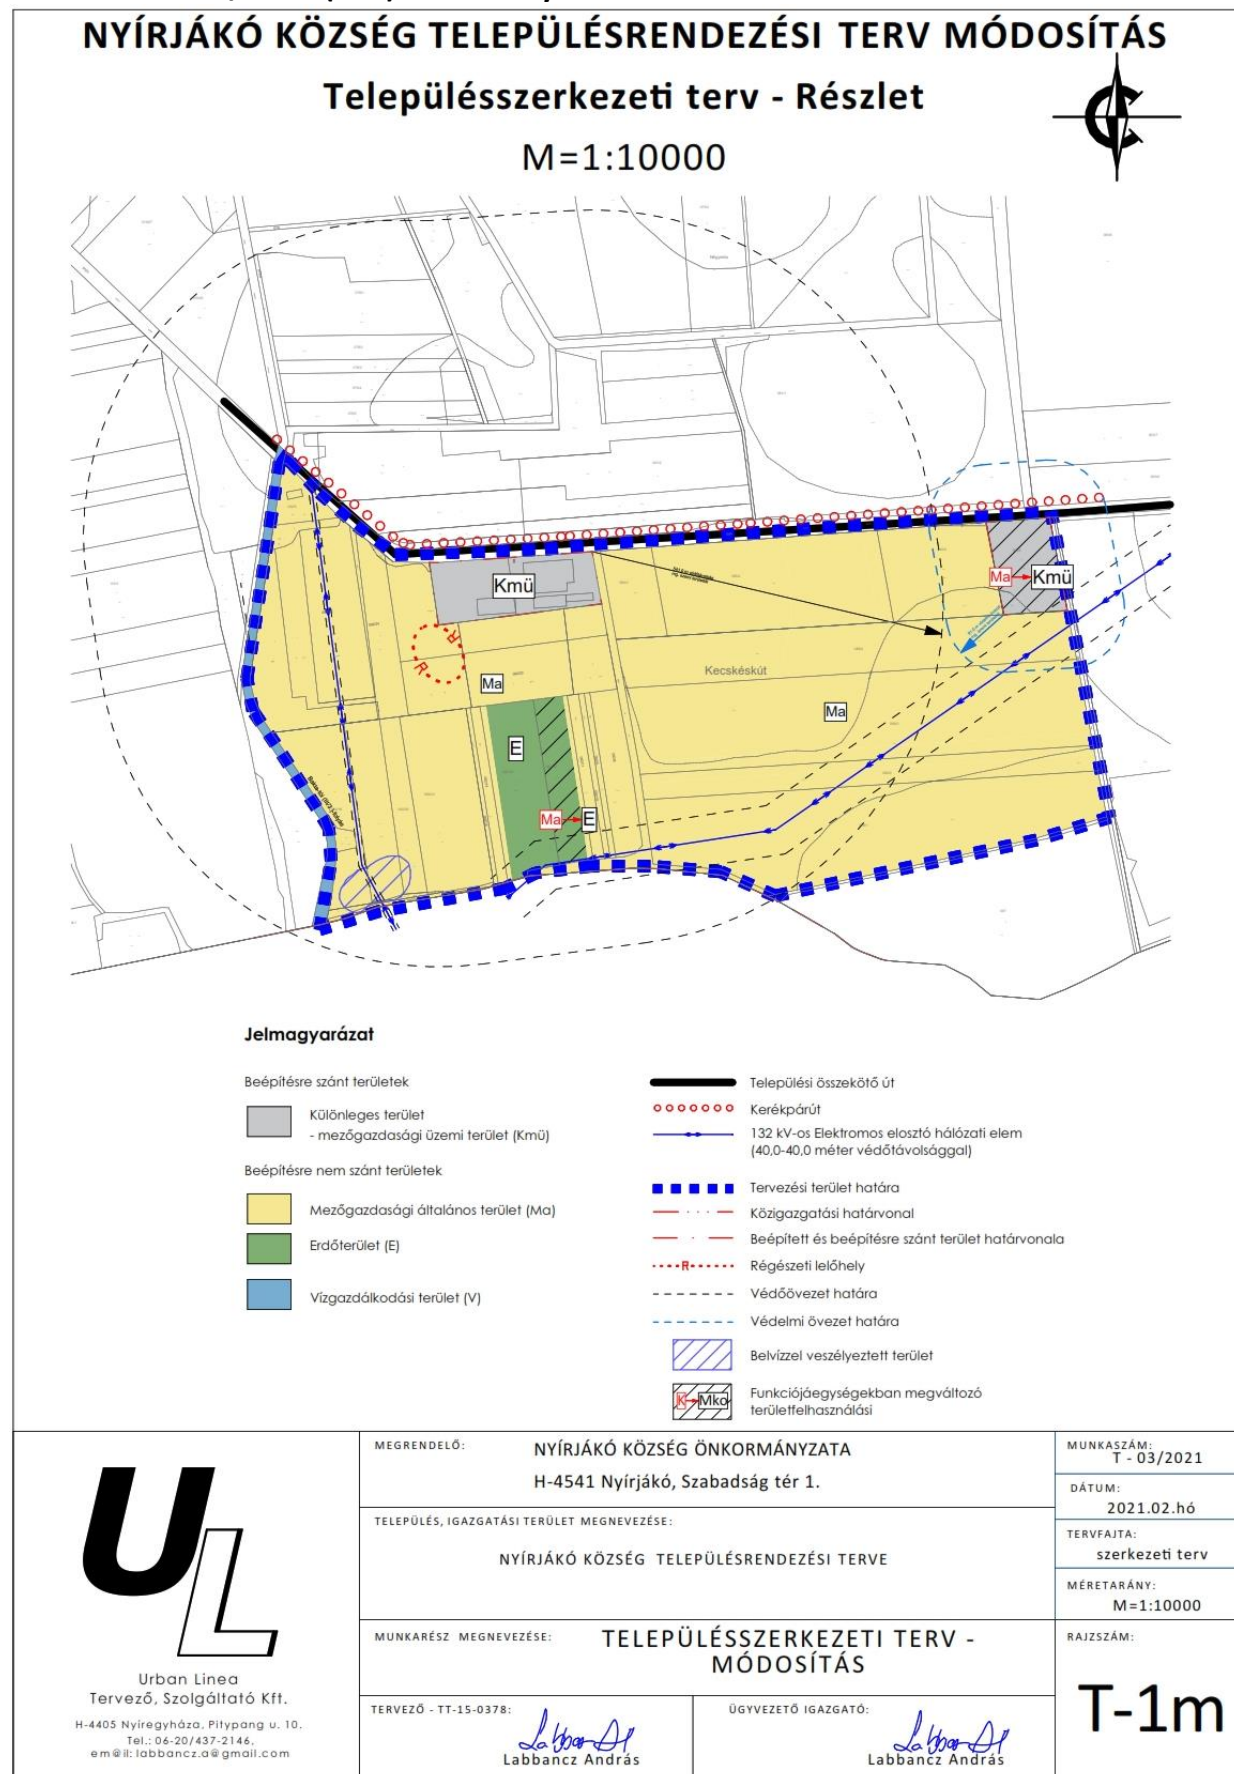 NYÍRJÁKÓ KÖZSÉG TELEPÜLÉSRENDEZÉSI TERV MÓDOSÍTÁS
Településszerkezeti terv - Részlet
M=1:10000
Kmü
Ma
Kmü
R
R
Ma
Kecskéskút
Ma
E
Ma
E
Jelmagyarázat
Beépítésre szánt területek
Különleges terület
- mezőgazdasági üzemi terület (Kmü)
Beépítésre nem szánt területek
Mezőgazdasági általános terület (Ma)
Erdőterület (E)
Vízgazdálkodási terület (V)
Települési összekötő út
Kerékpárút
132 kV-os Elektromos elosztó hálózati elem
(40,0-40,0 méter védőtávolsággal)
Tervezési terület határa
Közigazgatási határvonal
Beépített és beépítésre szánt terület határvonala
R
Régészeti lelőhely
Védőövezet határa
Védelmi övezet határa
Belvízzel veszélyeztett terület
K
Mko
Funkciójáegységekban megváltozó
területfelhasználási
UL
Urban Linea
Tervező, Szolgáltató Kft.
H-4405 Nyíregyháza, Pitypang u. 10.
Tel.: 06-20/437-2146,
em@il: labbancz.a@gmail.com
MEGRENDELŐ:
NYÍRJÁKÓ KÖZSÉG ÖNKORMÁNYZATA
H-4541 Nyírjákó, Szabadság tér 1.
TELEPÜLÉS, IGAZGATÁSI TERÜLET MEGNEVEZÉSE:
NYÍRJÁKÓ KÖZSÉG TELEPÜLÉSRENDEZÉSI TERVE
MUNKARÉSZ MEGNEVEZÉSE:
TELEPÜLÉSSZERKEZETI TERV -
MÓDOSÍTÁS
TERVEZŐ - TT-15-0378:
Labbancz András
ÜGYVEZETŐ IGAZGATÓ:
Labbancz András
MUNKASZÁM:
T - 03/2021
DÁTUM:
2021.02.hó
TERVFAJTA:
szerkezeti terv
MÉRETARÁNY:
M=1:10000
RAJZSZÁM:
T-1m